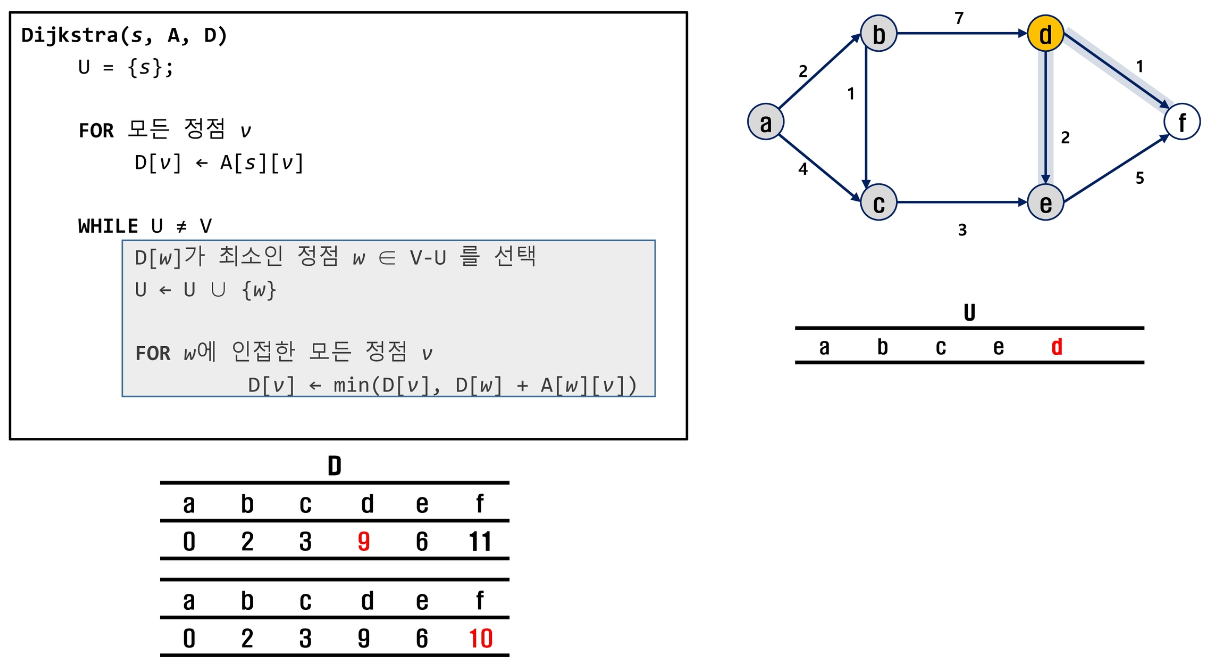 Dijkstra(s, A, D)
U = {s};
FOR 모든 정점 v
D[v] ← A[s][v]
WHILE U ≠ V
D[w]가 최소인 정점 w ∈ V-U 를 선택
U ← U ∪ {w}
FOR w에 인접한 모든 정점 v
D[v] ← min(D[v], D[w] + A[w][v])
7
b
d
2
1
1
a
f
4
2
5
c
e
3
U
a b c e d
D
a b c d e f
0 2 3 9 6 11
a b c d e f
0 2 3 9 6 10